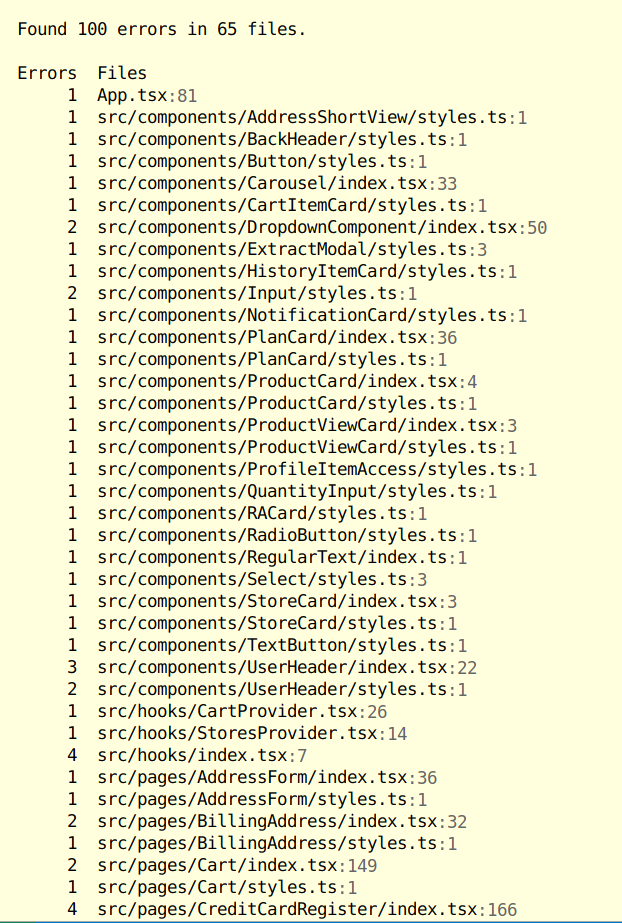 Found 100 errors in 65 files.
Errors  Files
1  App.tsx:81
1  src/components/AddressShortView/styles.ts:1
1  src/components/BackHeader/styles.ts:1
1  src/components/Button/styles.ts:1
1  src/components/Carousel/index.tsx:33
1  src/components/CartItemCard/styles.ts:1
2  src/components/DropdownComponent/index.tsx:50
1  src/components/ExtractModal/styles.ts:3
1  src/components/HistoryItemCard/styles.ts:1
2  src/components/Input/styles.ts:1
1  src/components/NotificationCard/styles.ts:1
1  src/components/PlanCard/index.tsx:36
1  src/components/PlanCard/styles.ts:1
1  src/components/ProductCard/index.tsx:4
1  src/components/ProductCard/styles.ts:1
1  src/components/ProductViewCard/index.tsx:3
1  src/components/ProductViewCard/styles.ts:1
1  src/components/ProfileItemAccess/styles.ts:1
1  src/components/QuantityInput/styles.ts:1
1  src/components/RACard/styles.ts:1
1  src/components/RadioButton/styles.ts:1
1  src/components/RegularText/index.ts:1
1  src/components/Select/styles.ts:3
1  src/components/StoreCard/index.tsx:3
1  src/components/StoreCard/styles.ts:1
1  src/components/TextButton/styles.ts:1
3  src/components/UserHeader/index.tsx:22
2  src/components/UserHeader/styles.ts:1
1  src/hooks/CartProvider.tsx:26
1  src/hooks/StoresProvider.tsx:14
4  src/hooks/index.tsx:7
1  src/pages/AddressForm/index.tsx:36
1  src/pages/AddressForm/styles.ts:1
2  src/pages/BillingAddress/index.tsx:32
1  src/pages/BillingAddress/styles.ts:1
2  src/pages/Cart/index.tsx:149
1  src/pages/Cart/styles.ts:1
4  src/pages/CreditCardRegister/index.tsx:166